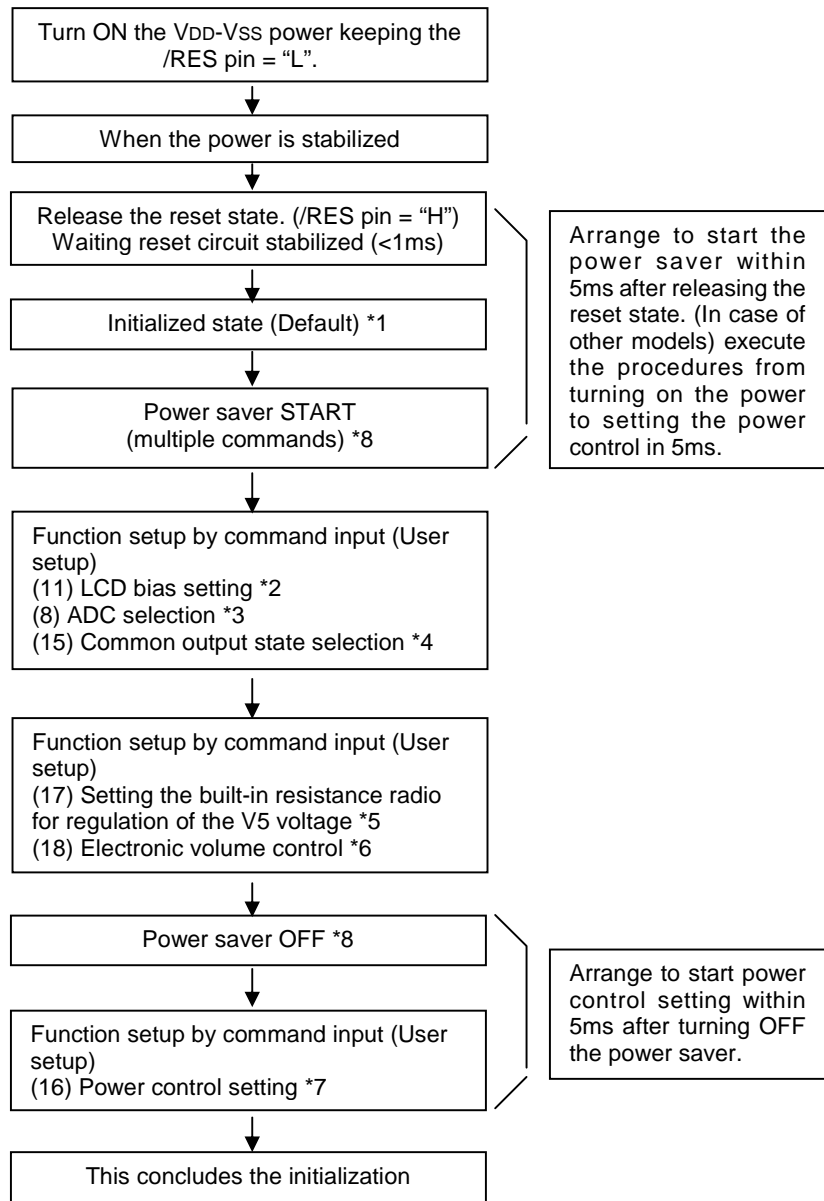 Turn ON the VDD-VSS power keeping the
/RES pin = “L”.
When the power is stabilized
Release the reset state. (/RES pin = “H”)
Waiting reset circuit stabilized (<1ms)
Initialized state (Default) *1
Power saver START
(multiple commands) *8
Arrange to start the
power saver within
5ms after releasing the
reset state. (In case of
other models) execute
the procedures from
turning on the power
to setting the power
control in 5ms.
Function setup by command input (User
setup)
(11) LCD bias setting *2
(8) ADC selection *3
(15) Common output state selection *4
Function setup by command input (User
setup)
(17) Setting the built-in resistance radio
for regulation of the V5 voltage *5
(18) Electronic volume control *6
Power saver OFF *8
Function setup by command input (User
setup)
(16) Power control setting *7
Arrange to start power
control setting within
5ms after turning OFF
the power saver.
This concludes the initialization